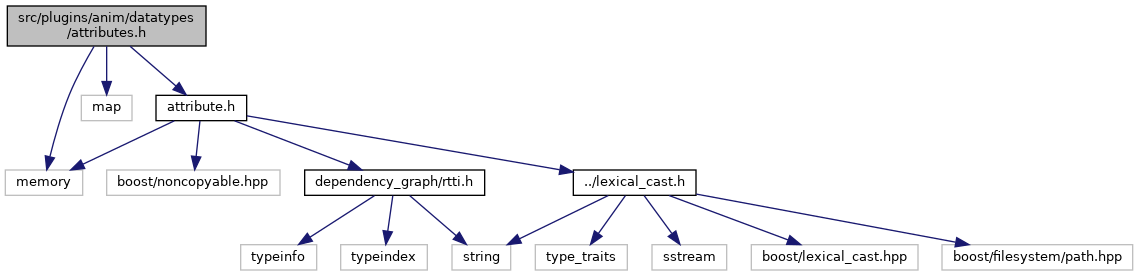 src/plugins/anim/datatypes
/attributes.h
map
attribute.h
memory
boost/noncopyable.hpp
dependency_graph/rtti.h
../lexical_cast.h
typeinfo
typeindex
string
type_traits
sstream
boost/lexical_cast.hpp
boost/filesystem/path.hpp